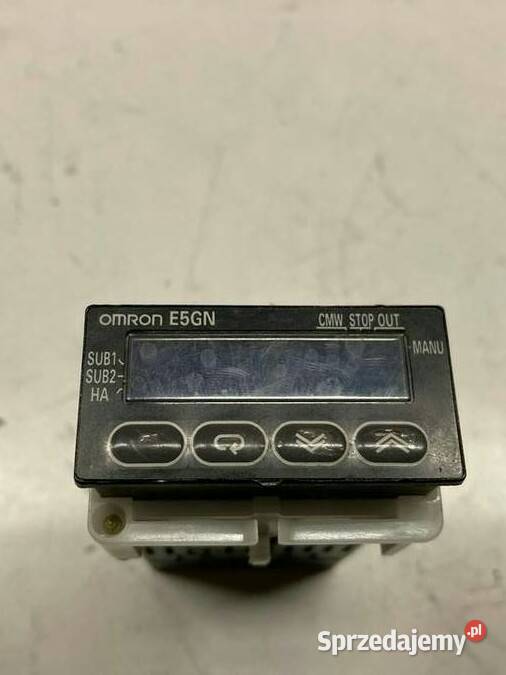 OMRON E5GN
CMW STOP OUT
MANU
SUB1
SUB2
HA
Sprzedajemy.pl